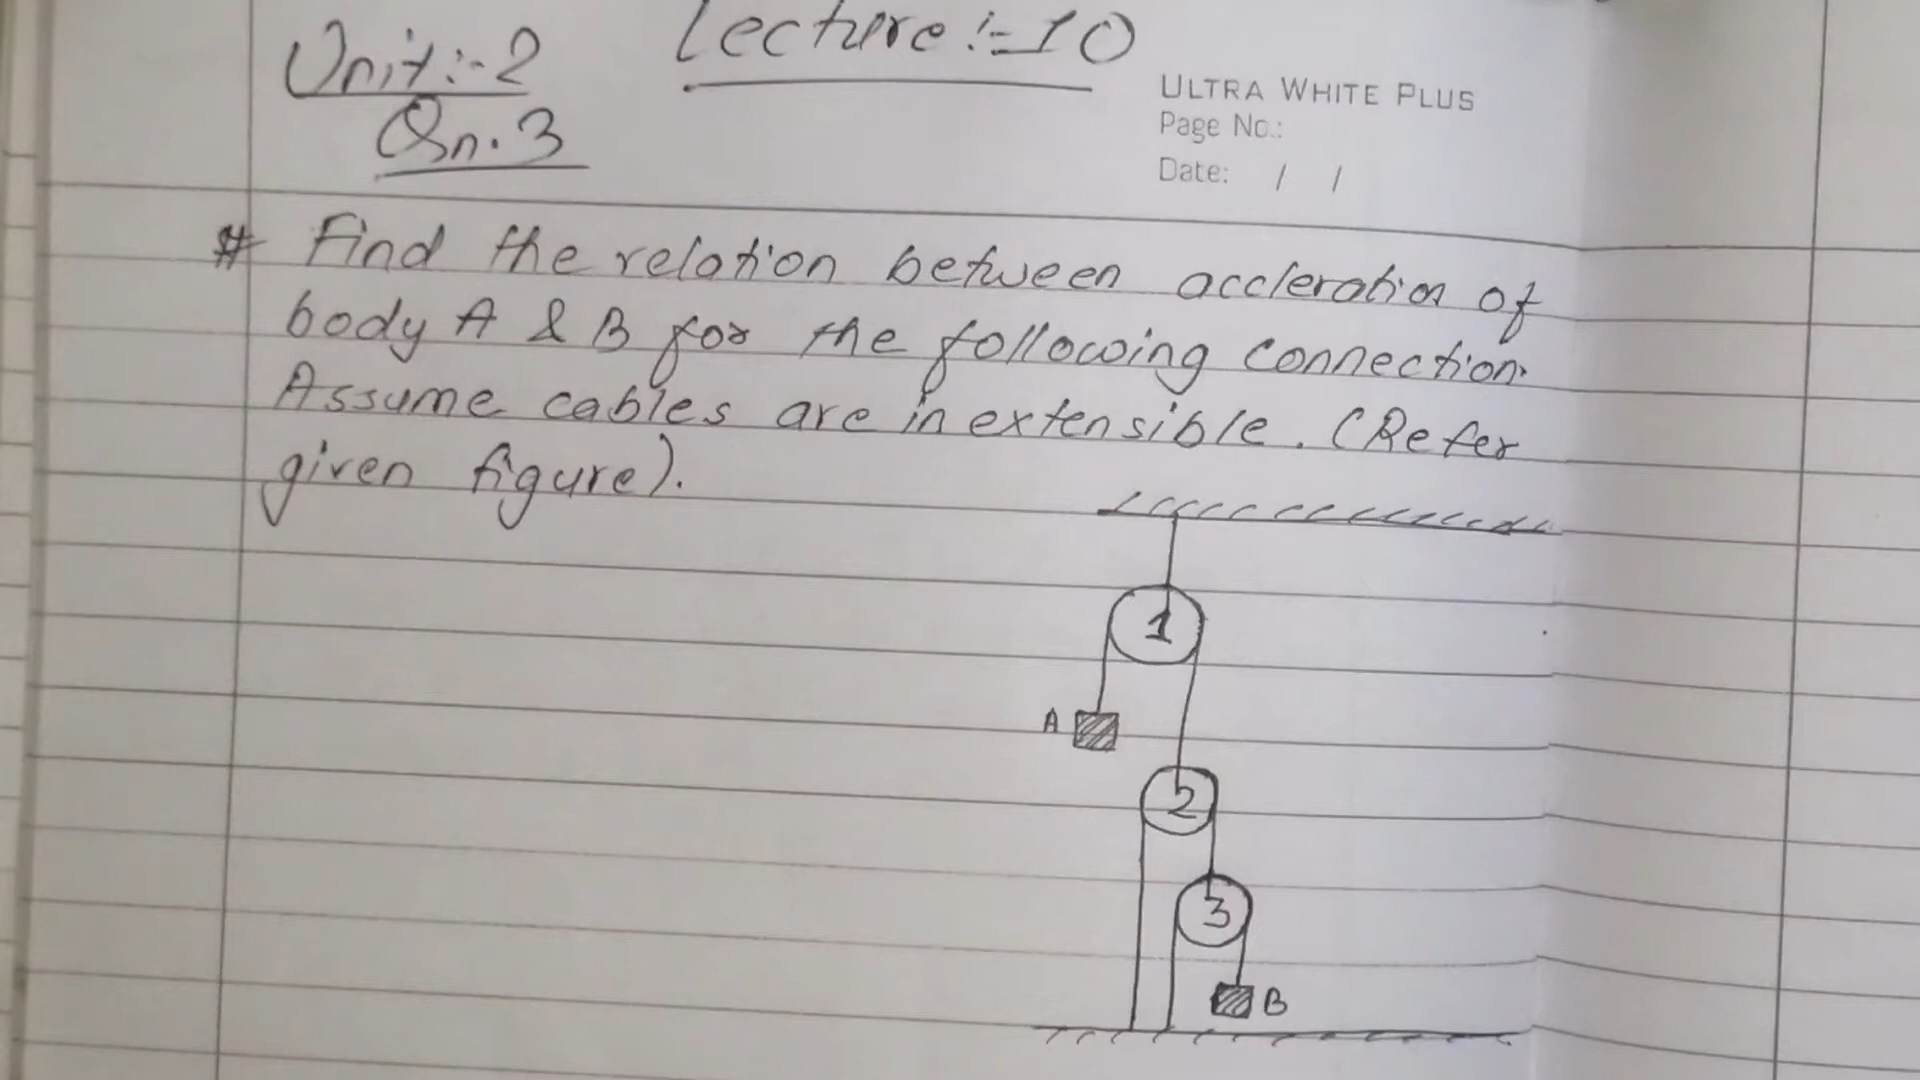 Unit:-2
Lecture:-10
Qn.3
ULTRA WHITE PLUS
Page No.:
Date: / /
# Find the relation between accleration of
body A & B for the following connection.
Assume cables are inextensible. (Refer
given figure).
1
A
2
3
B